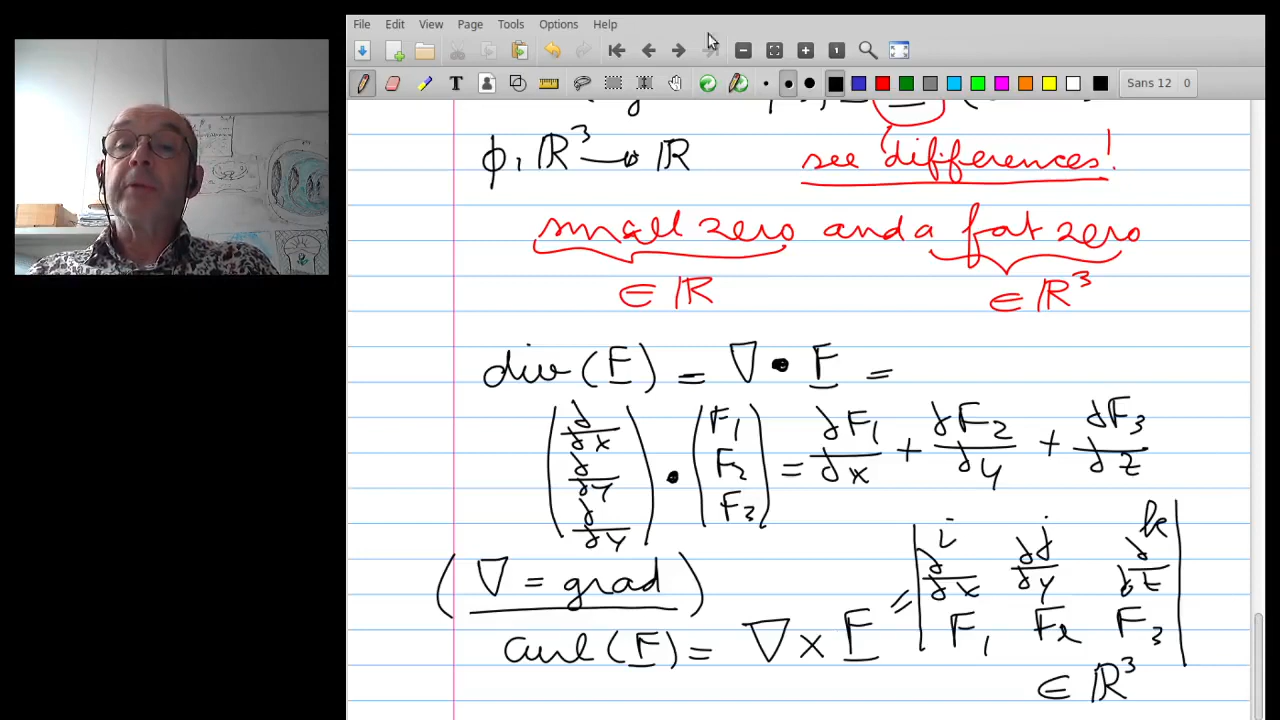 File Edit View Page Tools Options Help
T 1 Sans 12 0
ϕ, ℝ³ → ℝ see differences!
small zero and a fat zero
∈ ℝ ∈ ℝ³
div (F) = ∇ • F =
(∂/∂x ∂/∂y ∂/∂y) • (F1 F2 F3) = ∂F1/∂x + ∂F2/∂y + ∂F3/∂z
(∇ = grad)
curl (F) = ∇ × F = | i j k ∂/∂x ∂/∂y ∂/∂z F1 F2 F3 |
∈ ℝ³